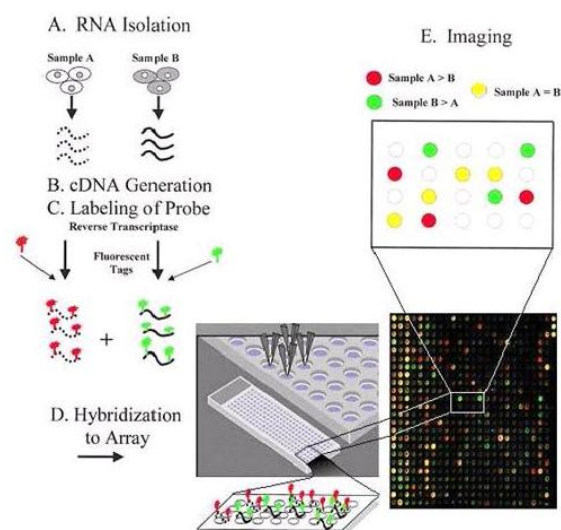 A. RNA Isolation
Sample A
Sample B
B. cDNA Generation
C. Labeling of Probe
Reverse Transcriptase
Fluorescent
Tags
+
D. Hybridization
to Array
E. Imaging
Sample A > B
Sample B > A
Sample A = B